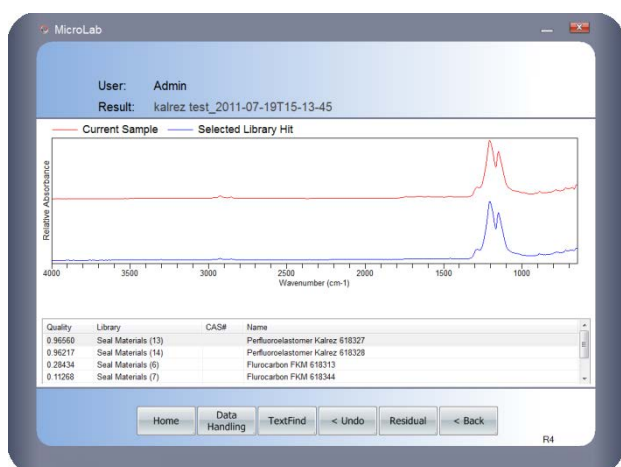 MicroLab
User: Admin
Result: kalrez test_2011-07-19T15-13-45
Current Sample Selected Library Hit
Relative Absorbance
4000 3500 3000 2500 2000 1500 1000
Wavenumber (cm-1)
Quality Library CAS# Name
0.96560 Seal Materials (13) Perfluoroelastomer Kalrez 618327
0.96217 Seal Materials (14) Perfluoroelastomer Kalrez 618328
0.28434 Seal Materials (6) Flurocarbon FKM 618313
0.11268 Seal Materials (7) Flurocarbon FKM 618344
Home Data Handling TextFind < Undo Residual < Back
R4